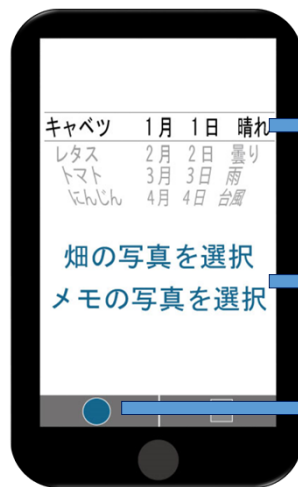 キャベツ 1月 1日 晴れ
レタス 2月 2日 曇り
トマト 3月 3日 雨
にんじん 4月 4日 台風
畑の写真を選択
メモの写真を選択